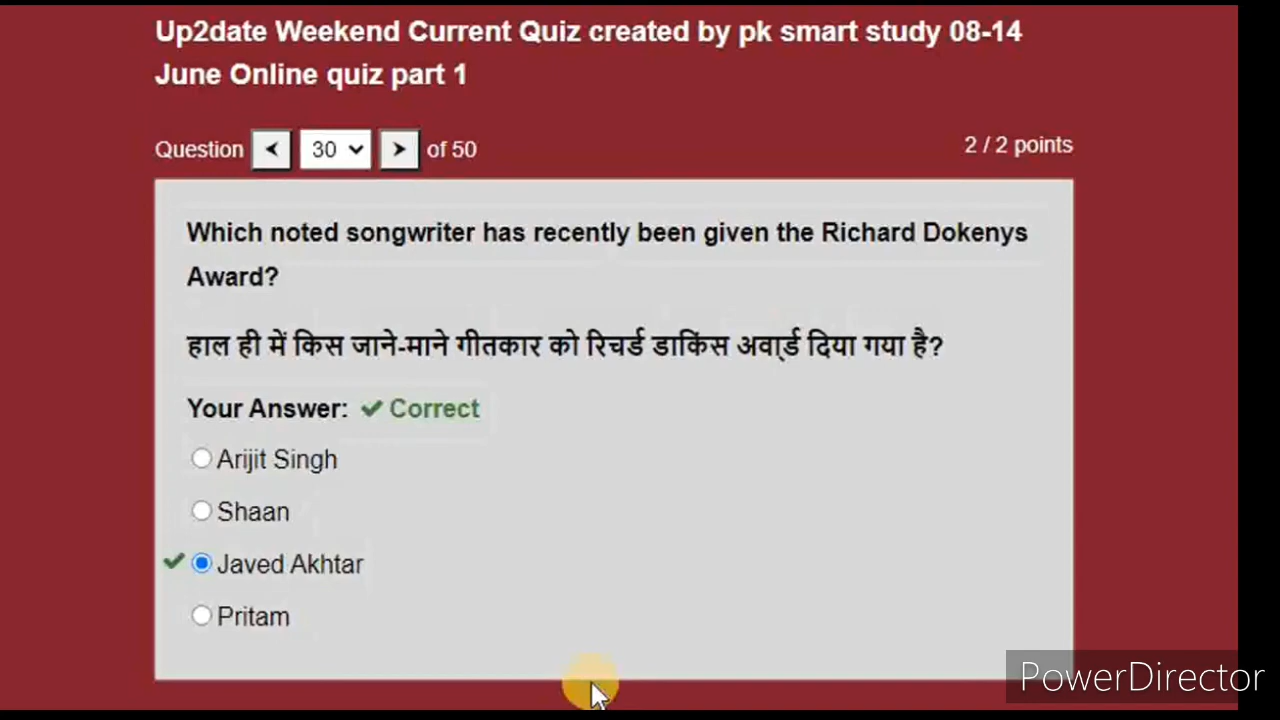 Up2date Weekend Current Quiz created by pk smart study 08-14
June Online quiz part 1
Question 30 of 50
2 / 2 points
Which noted songwriter has recently been given the Richard Dokenys
Award?
हाल ही में किस जाने-माने गीतकार को रिचर्ड डाकिंस अवा्र्ड दिया गया है?
Your Answer: ✔ Correct
Arijit Singh
Shaan
✔ Javed Akhtar
Pritam
PowerDirector